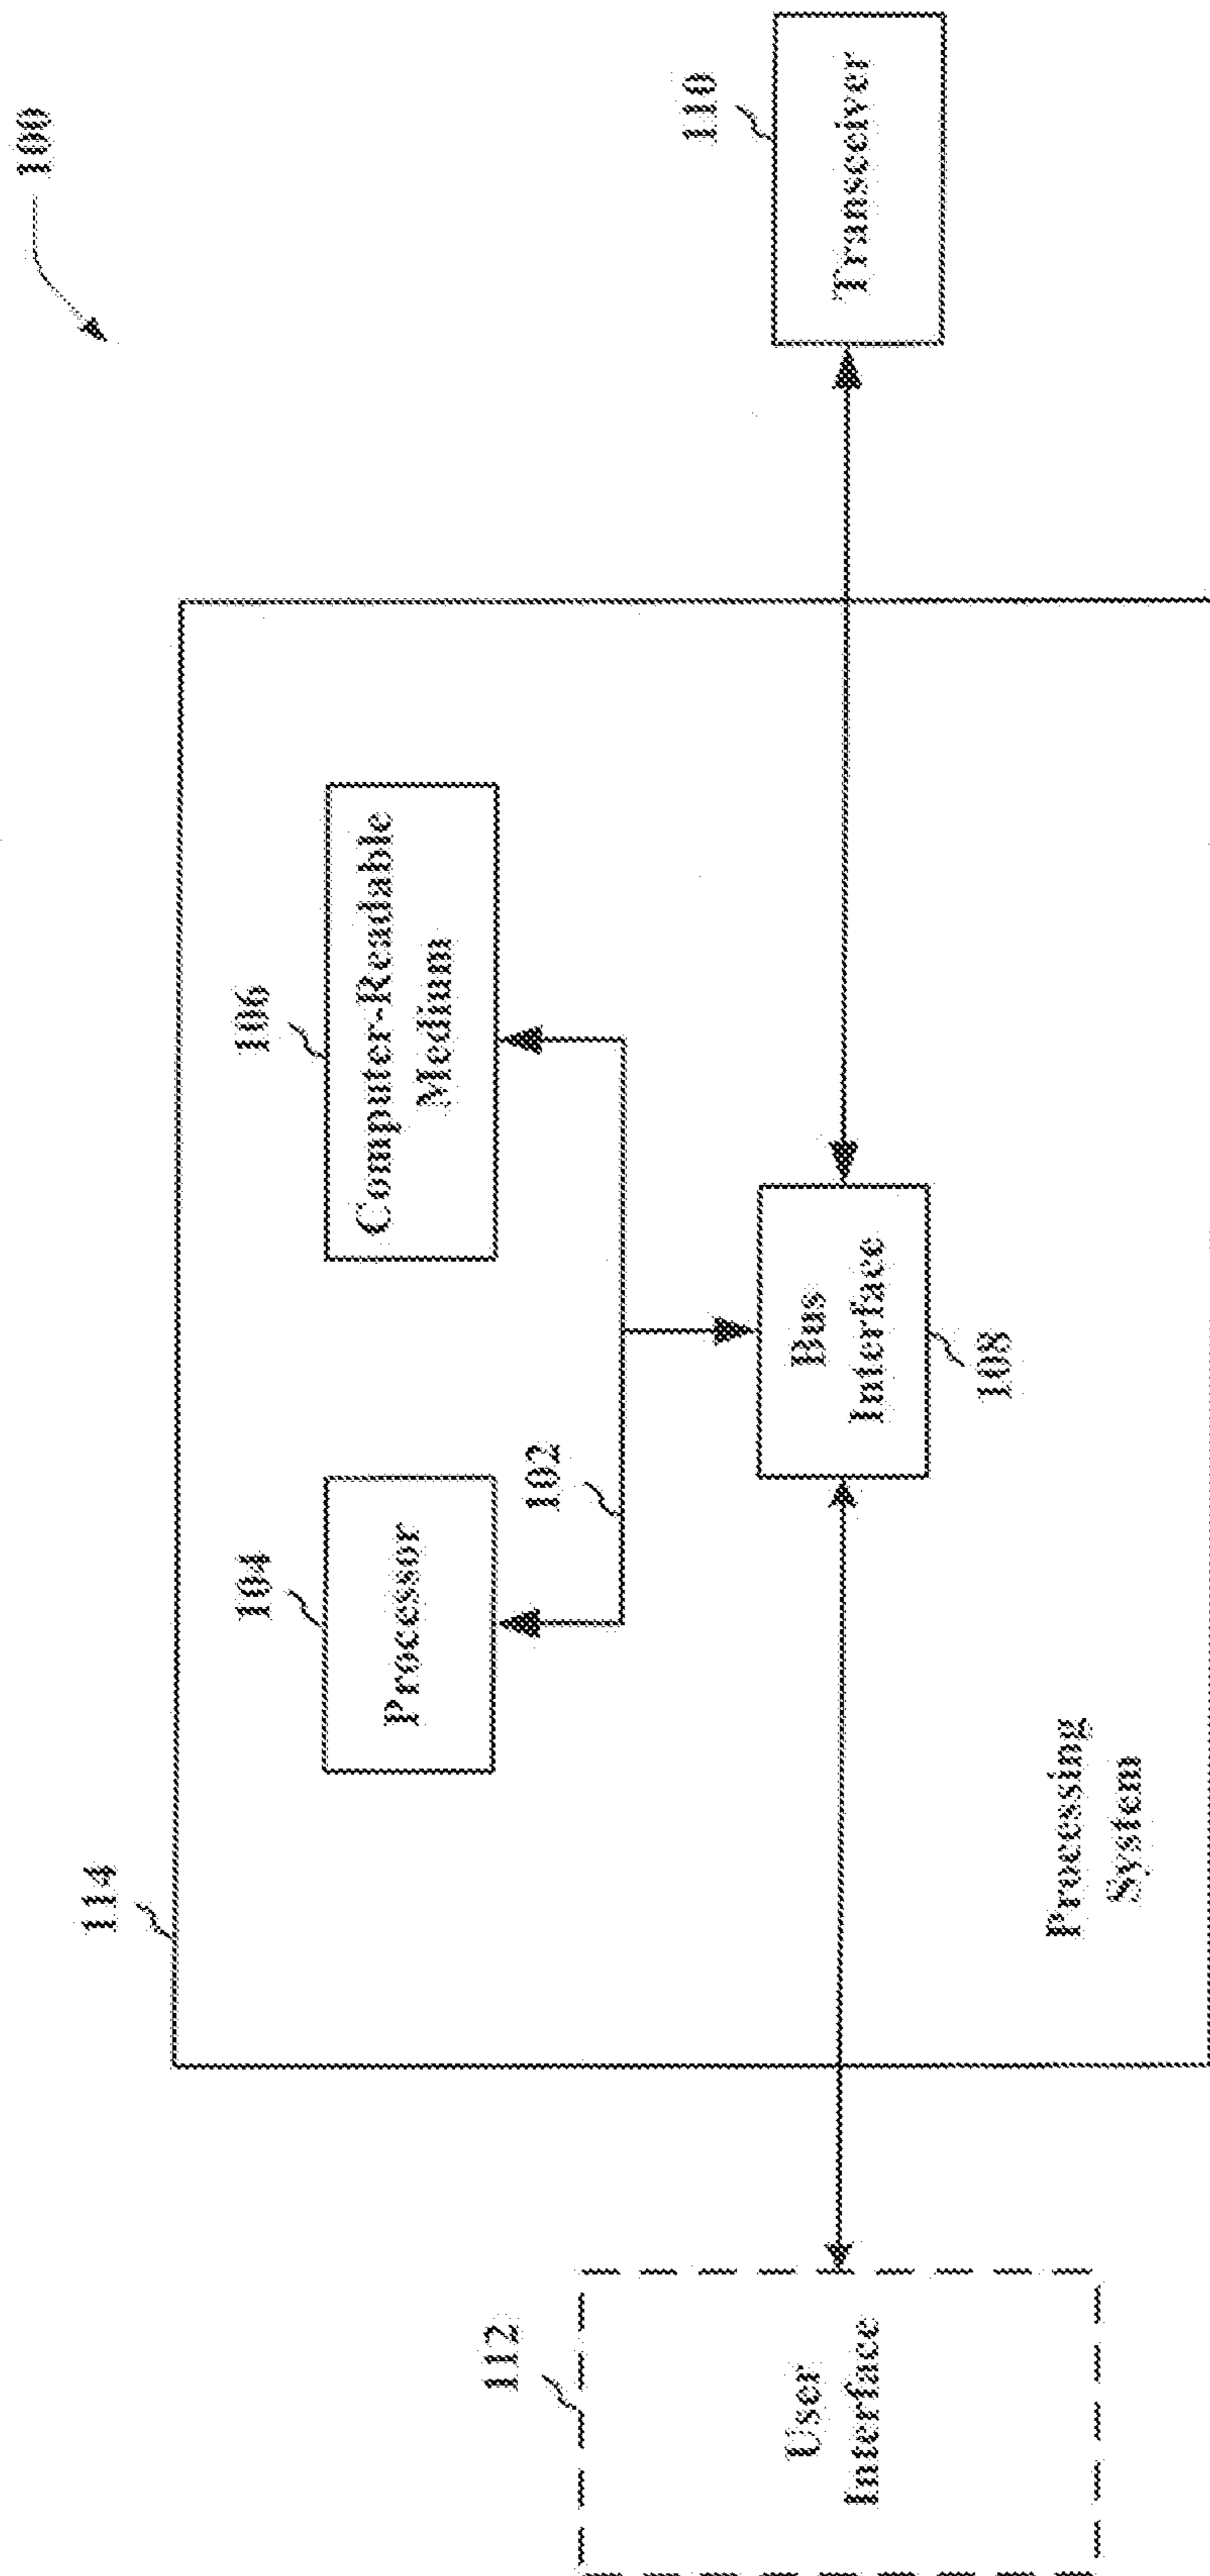 100
114
104
Processor
106
Computer-Readable
Medium
102
110
Transceiver
112
User
Interface
Bus
Interface
108
Processing
System